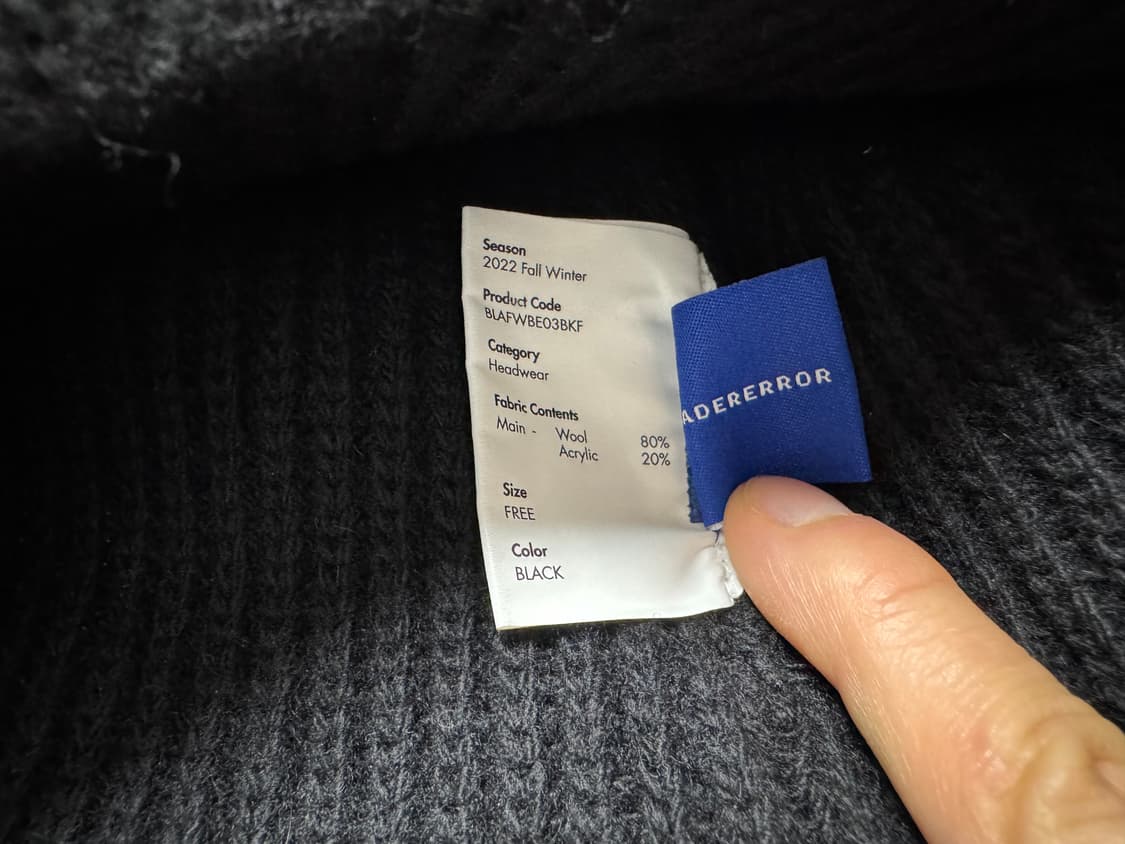 Season
2022 Fall Winter
Product Code
BLAFWBE03BKF
Category
Headwear
Fabric Contents
Main - Wool 80%
Acrylic 20%
Size
FREE
Color
BLACK
ADERERROR